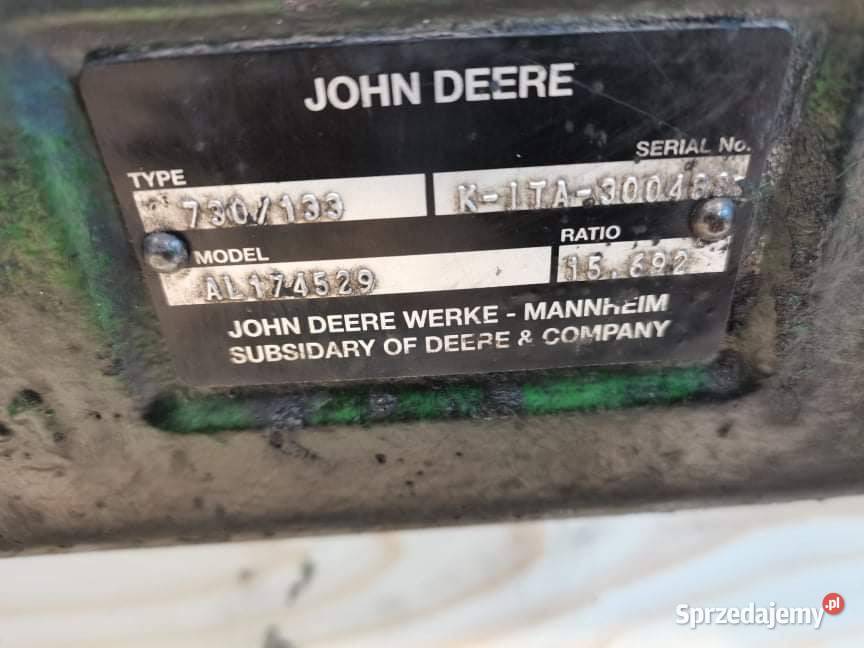 JOHN DEERE
SERIAL No.
TYPE
730/133
MODEL
RATIO
AL174529
15.692
JOHN DEERE WERKE - MANNHEIM
SUBSIDARY OF DEERE & COMPANY
Sprzedajemy.pl